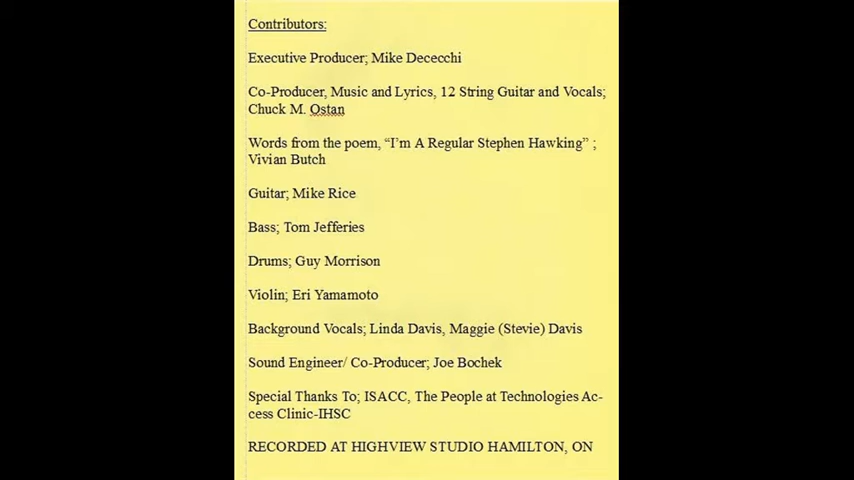 Contributors:
Executive Producer; Mike Dececchi
Co-Producer, Music and Lyrics, 12 String Guitar and Vocals;
Chuck M. Ostan
Words from the poem, “I’m A Regular Stephen Hawking” ;
Vivian Butch
Guitar; Mike Rice
Bass; Tom Jefferies
Drums; Guy Morrison
Violin; Eri Yamamoto
Background Vocals; Linda Davis, Maggie (Stevie) Davis
Sound Engineer/ Co-Producer; Joe Bochek
Special Thanks To; ISACC, The People at Technologies Ac-
cess Clinic-IHSC
RECORDED AT HIGHVIEW STUDIO HAMILTON, ON